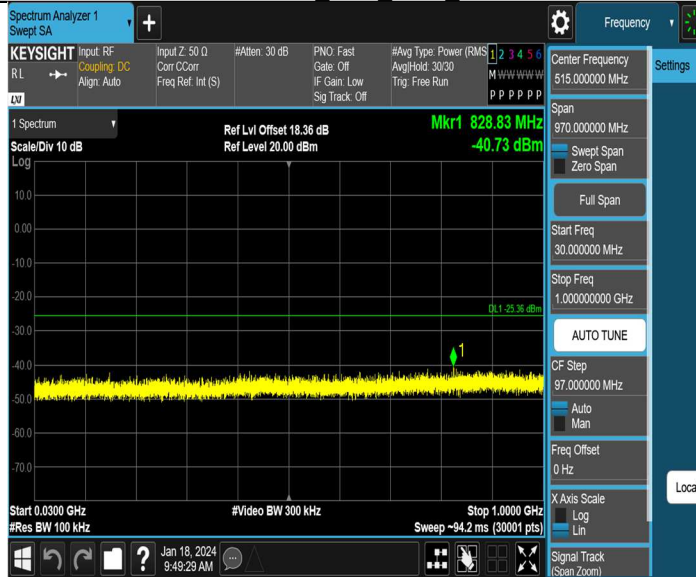 Spectrum Analyzer 1
Swept SA
+
Frequency
KEYSIGHT
RL
LXI
Input: RF
Coupling: DC
Align: Auto
Input Z: 50 Ω
Corr CCorr
Freq Ref: Int (S)
#Atten: 30 dB
PNO: Fast
Gate: Off
IF Gain: Low
Sig Track: Off
#Avg Type: Power (RMS
Avg|Hold: 30/30
Trig: Free Run
1 2 3 4 5 6
M W W W W W
P P P P P P
1 Spectrum
Scale/Div 10 dB
Log
Ref Lvl Offset 18.36 dB
Ref Level 20.00 dBm
Mkr1 828.83 MHz
-40.73 dBm
10.0
0.00
-10.0
-20.0
DL1 -25.36 dBm
-30.0
1
-40.0
-50.0
-60.0
-70.0
Start 0.0300 GHz
#Res BW 100 kHz
#Video BW 300 kHz
Stop 1.0000 GHz
Sweep ~94.2 ms (30001 pts)
?
Jan 18, 2024
9:49:29 AM
Center Frequency
515.000000 MHz
Span
970.000000 MHz
Swept Span
Zero Span
Full Span
Start Freq
30.000000 MHz
Stop Freq
1.000000000 GHz
AUTO TUNE
CF Step
97.000000 MHz
Auto
Man
Freq Offset
0 Hz
X Axis Scale
Log
Lin
Signal Track
(Span Zoom)
Settings
Loca